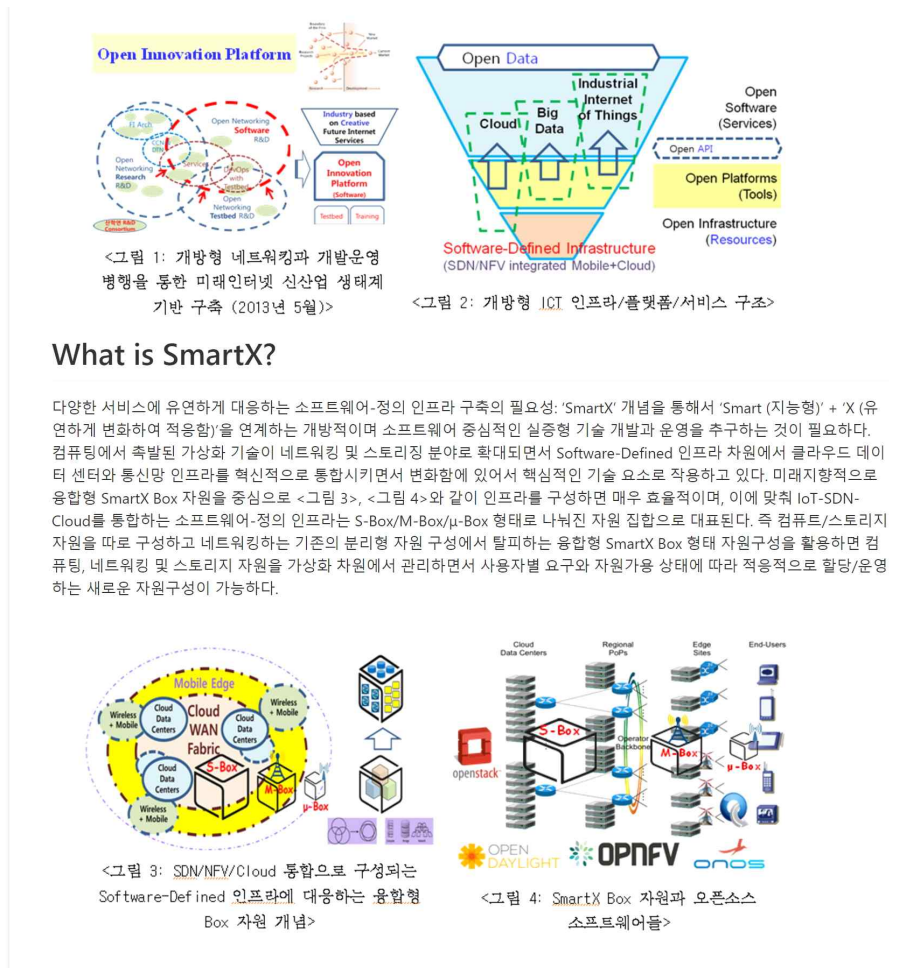 Open Innovation Platform
FI Arch
CCN
DTN
Open Networking
Software
R&D
Open
Networking
Research
R&D
Service
DevOps
with
Testbed
Open
Networking
Testbed R&D
산학연 R&D
Consortium
Industry based
on Creative
Future Internet
Services
Open
Innovation
Platform
(Software)
Testbed
Training
<그림 1: 개방형 네트워킹과 개발운영
병행을 통한 미래인터넷 신산업 생태계
기반 구축 (2013년 5월)>
Open Data
Cloud
Big
Data
Industrial
Internet
of Things
Open
Software
(Services)
Open API
Open Platforms
(Tools)
Open Infrastructure
(Resources)
Software-Defined Infrastructure
(SDN/NFV integrated Mobile+Cloud)
<그림 2: 개방형 ICT 인프라/플랫폼/서비스 구조>
What is SmartX?
다양한 서비스에 유연하게 대응하는 소프트웨어-정의 인프라 구축의 필요성: ‘SmartX’ 개념을 통해서 ‘Smart (지능형)’ + ‘X (유
연하게 변화하여 적응함)’을 연계하는 개방적이며 소프트웨어 중심적인 실증형 기술 개발과 운영을 추구하는 것이 필요하다.
컴퓨팅에서 촉발된 가상화 기술이 네트워킹 및 스토리징 분야로 확대되면서 Software-Defined 인프라 차원에서 클라우드 데이
터 센터와 통신망 인프라를 혁신적으로 통합시키면서 변화함에 있어서 핵심적인 기술 요소로 작용하고 있다. 미래지향적으로
융합형 SmartX Box 자원을 중심으로 <그림 3>, <그림 4>와 같이 인프라를 구성하면 매우 효율적이며, 이에 맞춰 IoT-SDN-
Cloud를 통합하는 소프트웨어-정의 인프라는 S-Box/M-Box/μ-Box 형태로 나눠진 자원 집합으로 대표된다. 즉 컴퓨트/스토리지
자원을 따로 구성하고 네트워킹하는 기존의 분리형 자원 구성에서 탈피하는 융합형 SmartX Box 형태 자원구성을 활용하면 컴
퓨팅, 네트워킹 및 스토리지 자원을 가상화 차원에서 관리하면서 사용자별 요구와 자원가용 상태에 따라 적응적으로 할당/운영
하는 새로운 자원구성이 가능하다.
Mobile Edge
Wireless
+ Mobile
Cloud
Data
Centers
Cloud
WAN
Fabric
Cloud
Data
Centers
Wireless
+ Mobile
Cloud
Data
Centers
Wireless
+ Mobile
S-Box
M-Box
μ-Box
<그림 3: SDN/NFV/Cloud 통합으로 구성되는
Software-Defined 인프라에 대응하는 융합형
Box 자원 개념>
Cloud
Data Centers
Regional
PoPs
Edge
Sites
End-Users
openstack
S-Box
Operator
Backbone
M-Box
μ-Box
OPEN
DAYLIGHT
OPNFV
onos
<그림 4: SmartX Box 자원과 오픈소스
소프트웨어들>